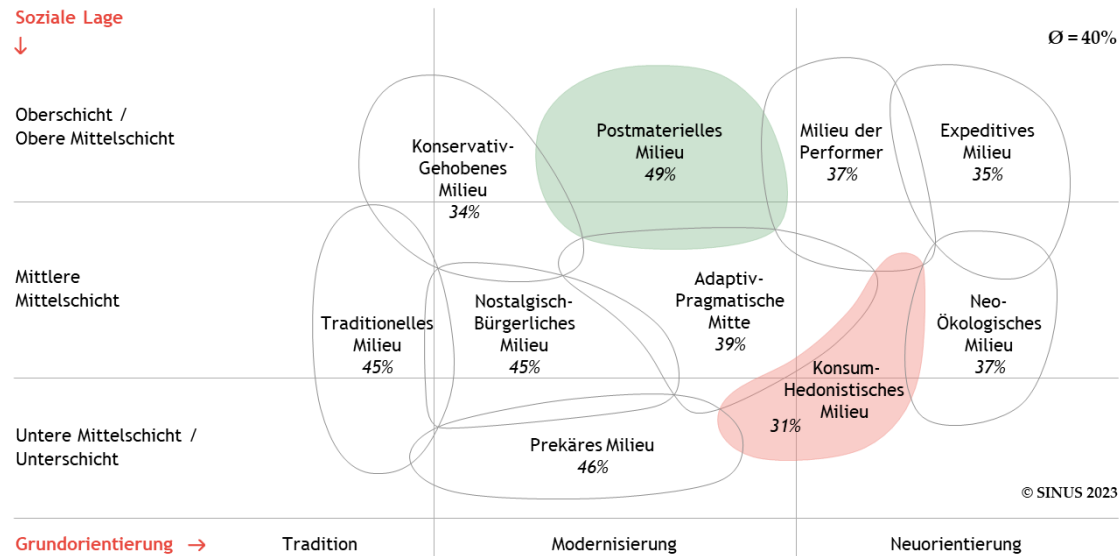 Soziale Lage
↓
Ø = 40%
Oberschicht /
Obere Mittelschicht
Konservativ-
Gehobenes
Milieu
34%
Postmaterielles
Milieu
49%
Milieu der
Performer
37%
Expeditives
Milieu
35%
Mittlere
Mittelschicht
Traditionelles
Milieu
45%
Nostalgisch-
Bürgerliches
Milieu
45%
Adaptiv-
Pragmatische
Mitte
39%
Konsum-
Hedonistisches
Milieu
31%
Neo-
Ökologisches
Milieu
37%
Untere Mittelschicht /
Unterschicht
Prekäres Milieu
46%
© SINUS 2023
Grundorientierung →
Tradition
Modernisierung
Neuorientierung